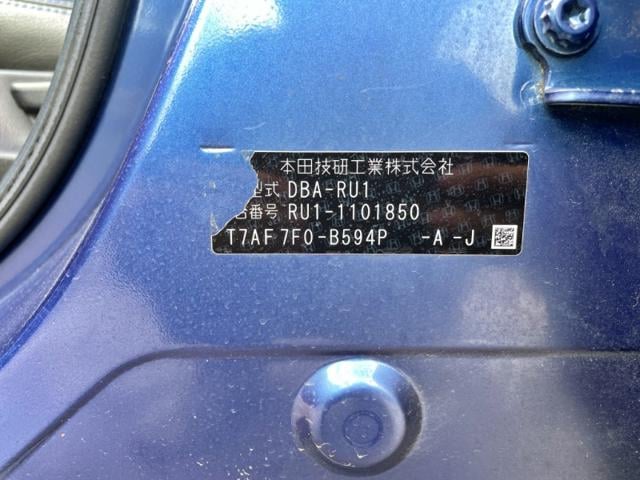 本田技研工業株式会社
型式 DBA-RU1
台番号 RU1-1101850
T7AF 7F0-B594P -A -J